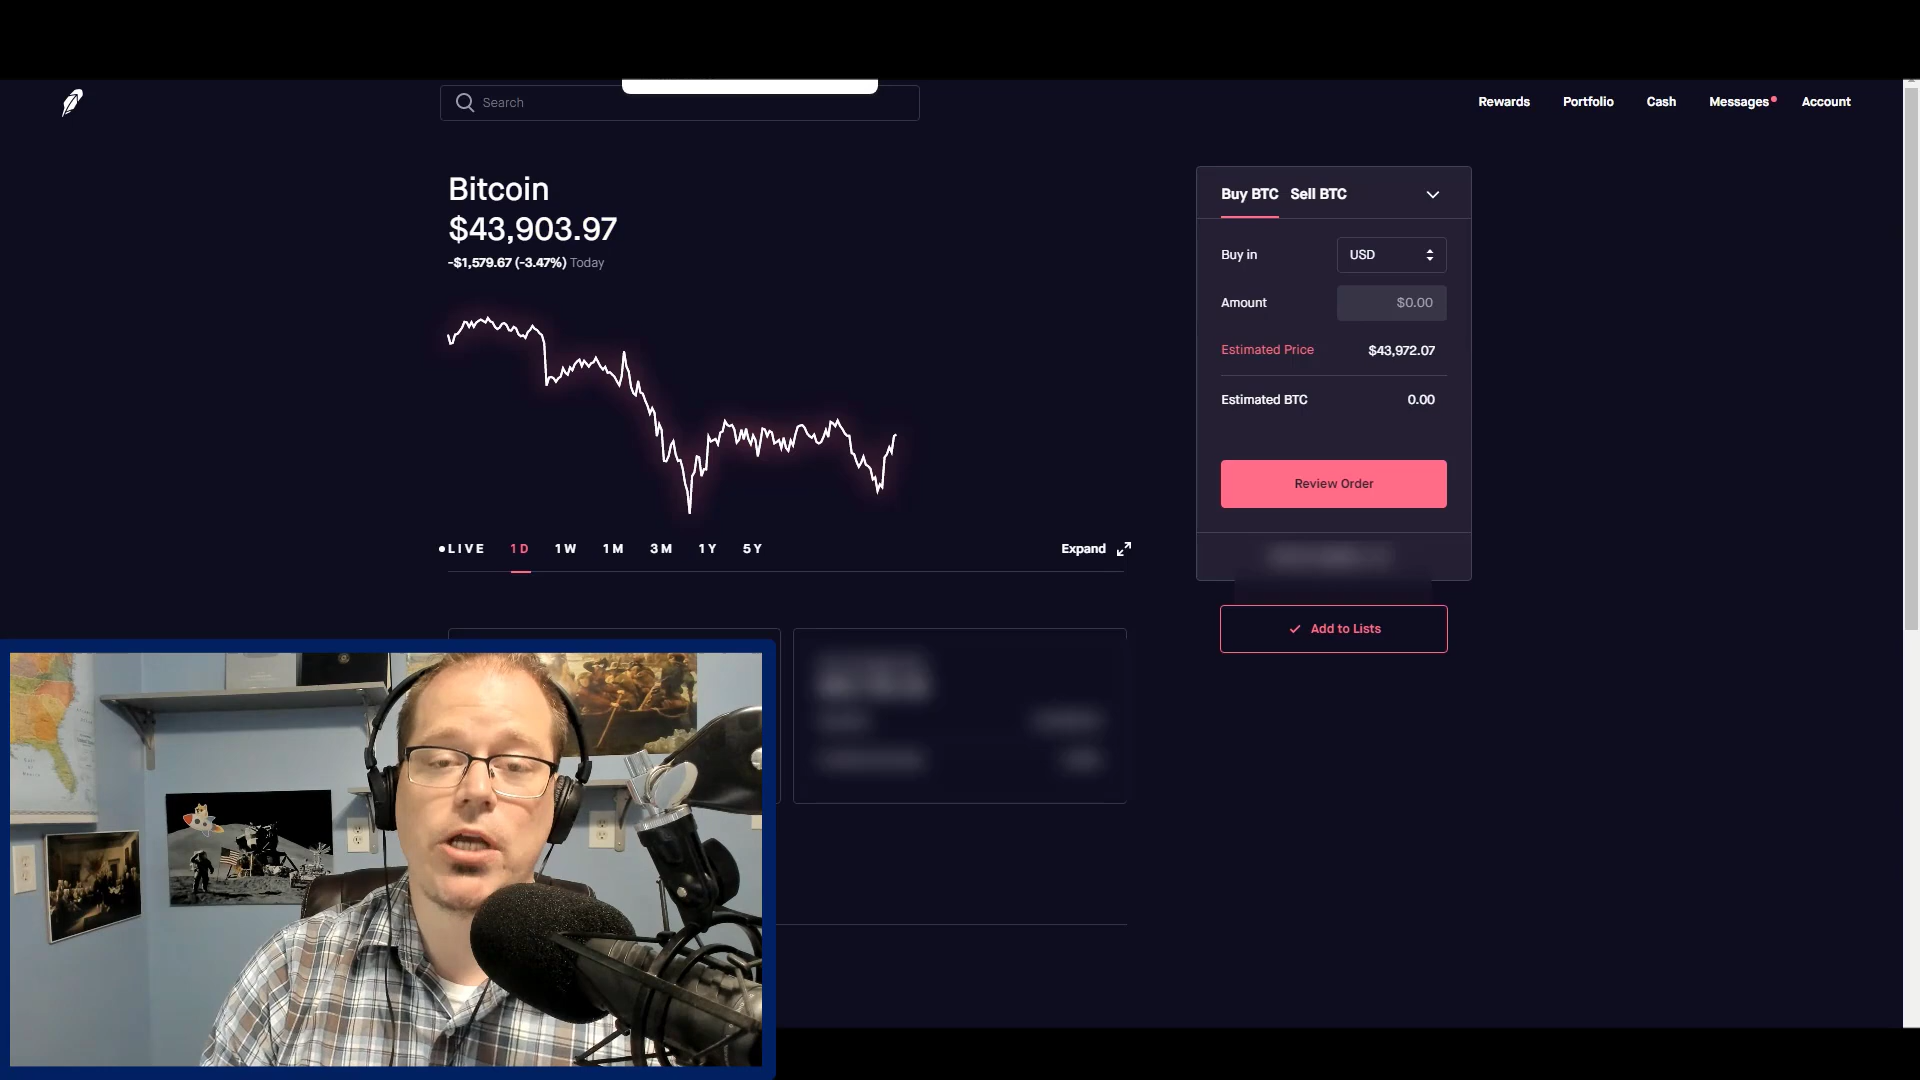 Search
Rewards
Portfolio
Cash
Messages
Account
Bitcoin
$43,903.97
-$1,579.67 (-3.47%) Today
LIVE
1D
1W
1M
3M
1Y
5Y
Expand
Buy BTC
Sell BTC
Buy in
USD
Amount
$0.00
Estimated Price
$43,972.07
Estimated BTC
0.00
Review Order
Add to Lists